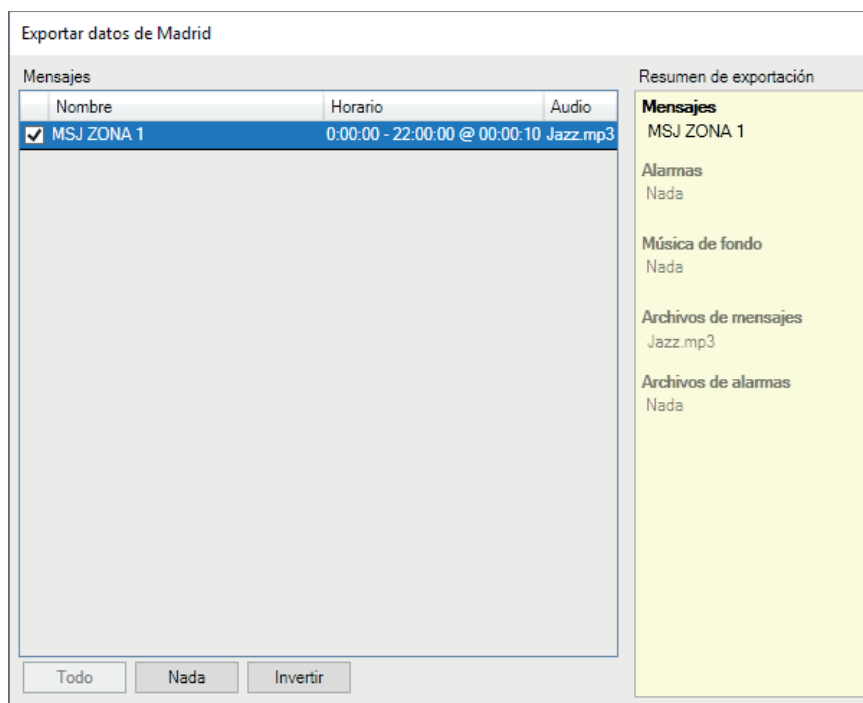 Exportar datos de Madrid
Mensajes
Nombre Horario Audio
MSJ ZONA 1 0:00:00 - 22:00:00 @ 00:00:10 Jazz.mp3
Todo Nada Invertir
Resumen de exportación
Mensajes
MSJ ZONA 1
Alarmas
Nada
Música de fondo
Nada
Archivos de mensajes
Jazz.mp3
Archivos de alarmas
Nada